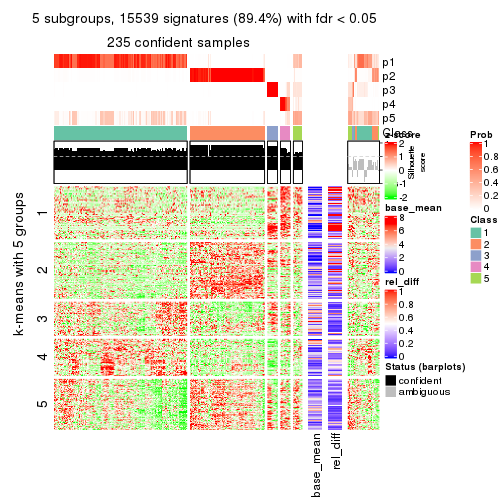 5 subgroups, 15539 signatures (89.4%) with fdr < 0.05
235 confident samples
p1
p2
p3
p4
p5
Class
Silhouette
score
k-means with 5 groups
1
2
3
4
5
base_mean
rel_diff
z-score
2
1
0
-1
-2
base_mean
8
6
4
2
0
rel_diff
1
0.8
0.6
0.4
0.2
0
Status (barplots)
confident
ambiguous
Prob
1
0.8
0.6
0.4
0.2
0
Class
1
2
3
4
5